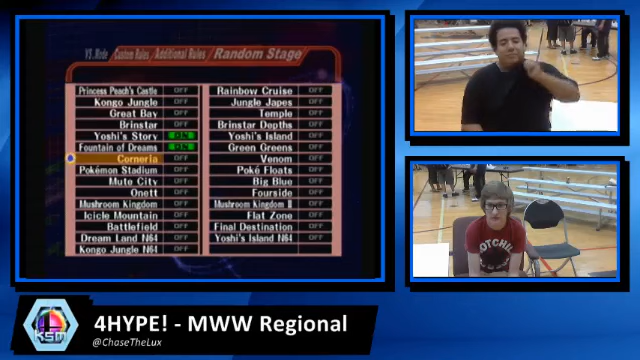 VS. Mode Custom Rules Additional Rules Random Stage
Princess Peach's Castle OFF Rainbow Cruise OFF
Kongo Jungle OFF Jungle Japes OFF
Great Bay OFF Temple OFF
Brinstar OFF Brinstar Depths OFF
Yoshi's Story ON Yoshi's Island OFF
Fountain of Dreams ON Green Greens OFF
Corneria OFF Venom OFF
Pokémon Stadium OFF Poké Floats OFF
Mute City OFF Big Blue OFF
Onett OFF Fourside OFF
Mushroom Kingdom OFF Mushroom Kingdom II OFF
Icicle Mountain OFF Flat Zone OFF
Battlefield OFF Final Destination OFF
Dream Land N64 OFF Yoshi's Island N64 OFF
Kongo Jungle N64 OFF
ksm
4HYPE! - MWW Regional
@ChaseTheLux